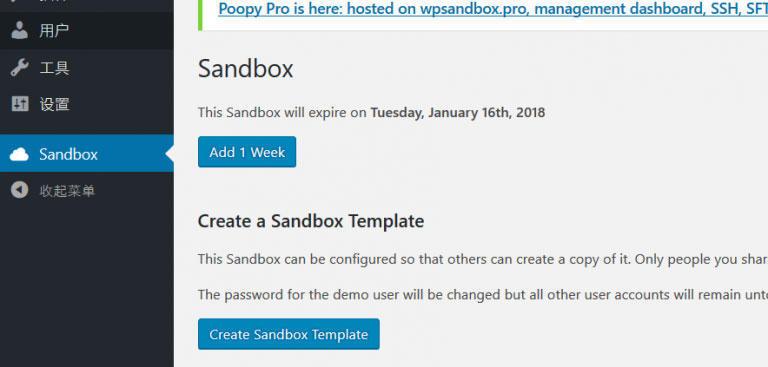 Poopy Pro is here: hosted on wpsandbox.pro, management dashboard, SSH, SFT
用户
Sandbox
工具
设置
This Sandbox will expire on Tuesday, January 16th, 2018
Sandbox
Add 1 Week
收起菜单
Create a Sandbox Template
This Sandbox can be configured so that others can create a copy of it. Only people you shar
The password for the demo user will be changed but all other user accounts will remain unto
Create Sandbox Template